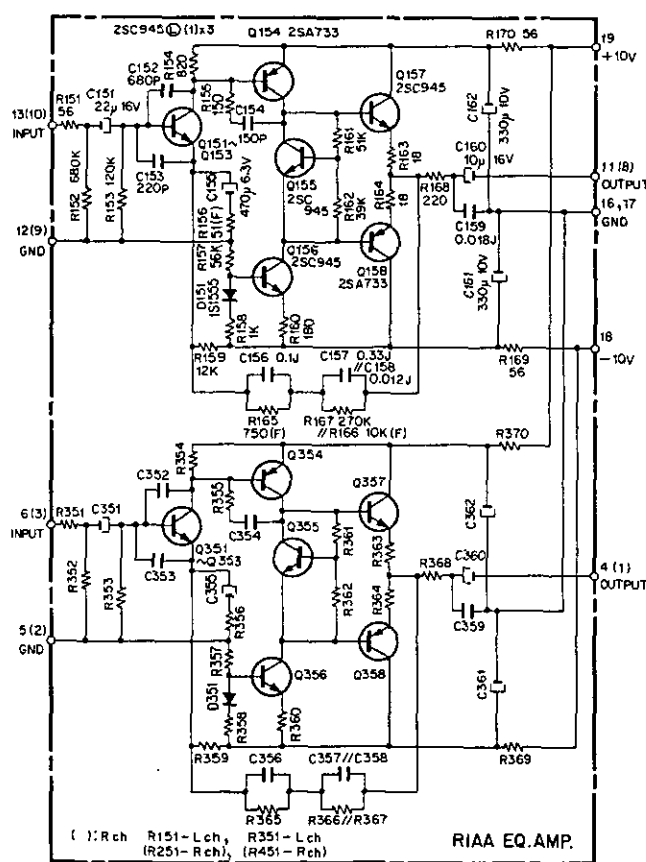 2SC945Ⓛ(1)x3
Q154 2SA733
R170 56
19
+10V
R154
820
C152
680P
C151
22μ 16V
R151
56
13(10)
INPUT
R155
150
C154
150P
Q157
2SC945
C162
330μ 10V
C160
10μ 16V
Q151~
Q153
R161
51K
R163
18
R152
680K
R153
120K
C153
220P
C155
470μ 6.3V
Q155
2SC
945
R162
39K
R164
18
R168
220
11(8)
OUTPUT
16,17
GND
C159
0.018J
12(9)
GND
R156
51(F)
R157
56K
Q156
2SC945
Q158
2SA733
C161
330μ 10V
D151
1S1555
R158
1K
R160
180
18
-10V
R159
12K
C156
0.1J
C157 0.33J
//C158
0.012J
R169
56
R165
750(F)
R167 270K
//R166 10K(F)
R354
Q354
R370
C352
R355
Q357
6(3)
INPUT
R351
C351
C354
Q355
R361
C362
R363
Q351
~Q353
C353
C355
R352
R353
R362
R368
C360
4(1)
OUTPUT
R356
R364
C359
5(2)
GND
R357
Q356
Q358
C361
D351
R358
R360
R359
C356
C357//C358
R369
R365
R366//R367
( ):Rch R151-Lch, R351-Lch
(R251-Rch), (R451-Rch)
RIAA EQ.AMP.